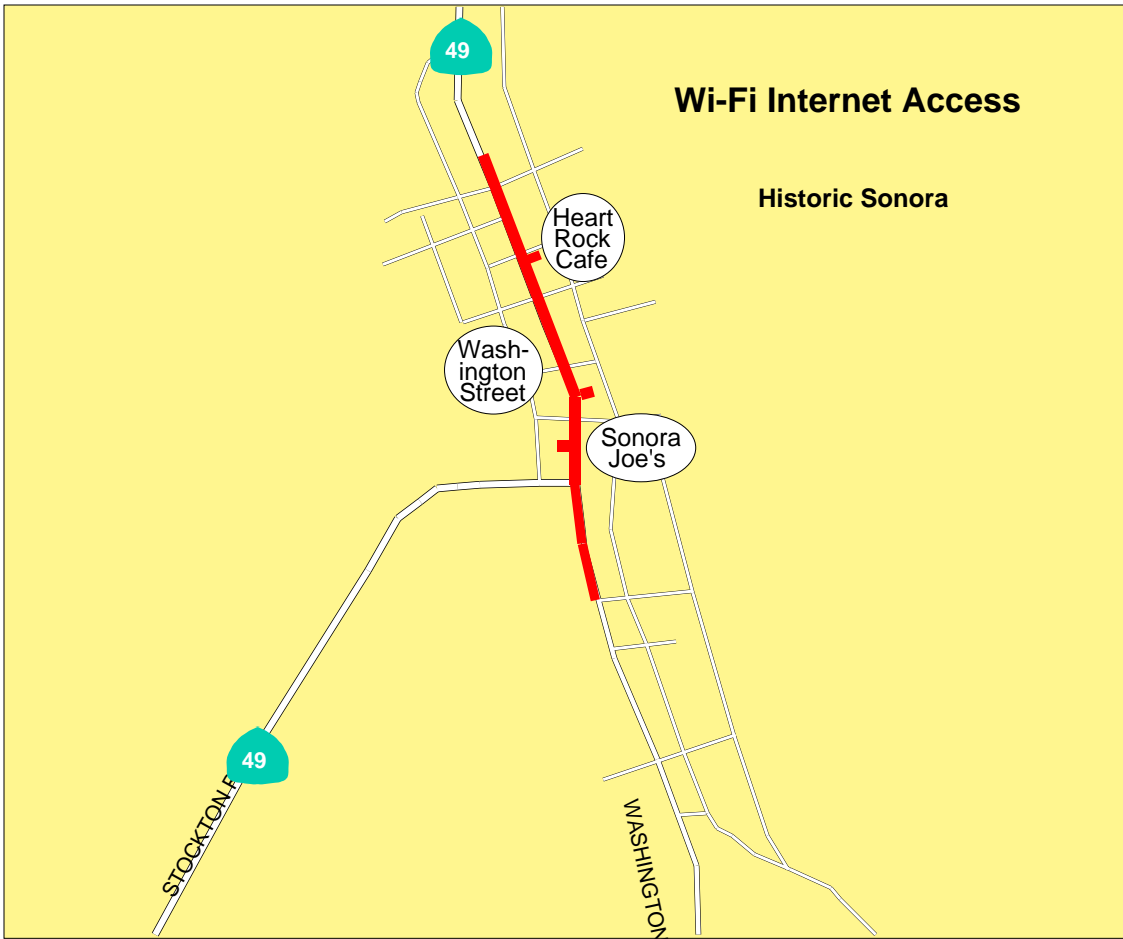 49
Wi-Fi Internet Access
Historic Sonora
Heart
Rock
Cafe
Wash-
ington
Street
Sonora
Joe's
49
STOCKTON
WASHINGTON